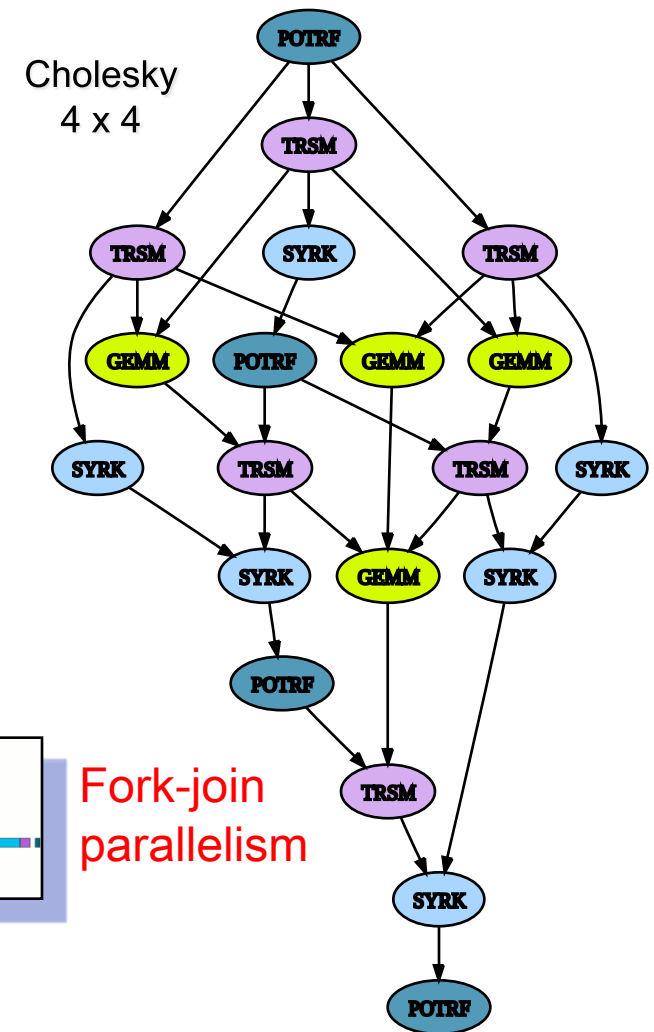 POTRF
Cholesky
4 x 4
TRSM
TRSM
SYRK
TRSM
GEMM
POTRF
GEMM
GEMM
SYRK
TRSM
TRSM
SYRK
SYRK
GEMM
SYRK
POTRF
Fork-join
parallelism
TRSM
SYRK
POTRF